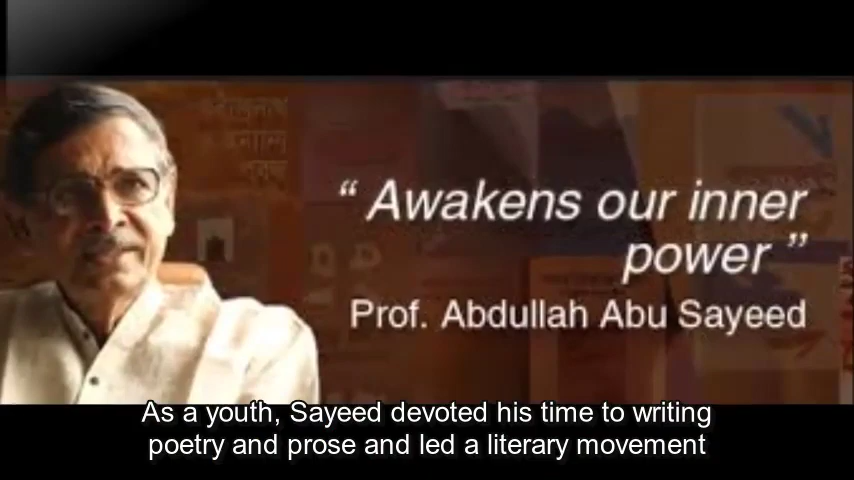 “ Awakens our inner
power ”
Prof. Abdullah Abu Sayeed
As a youth, Sayeed devoted his time to writing
poetry and prose and led a literary movement